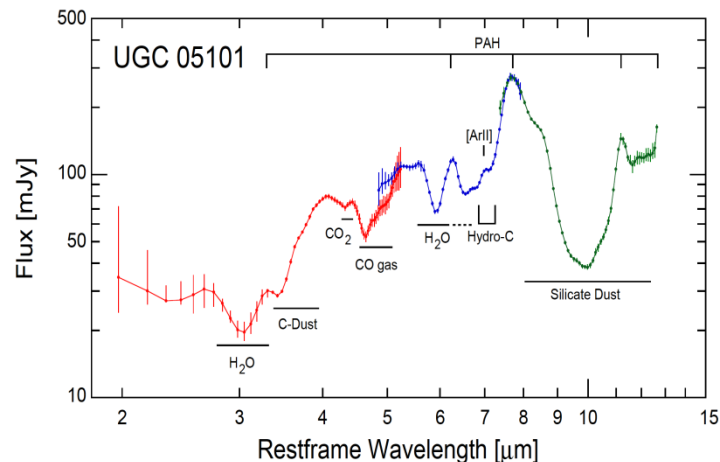 500
PAH
UGC 05101
[ArII]
100
Flux [mJy]
CO₂
50
H₂O
Hydro-C
CO gas
Silicate Dust
C-Dust
H₂O
10
2 3 4 5 6 7 8 9 10 15
Restframe Wavelength [μm]